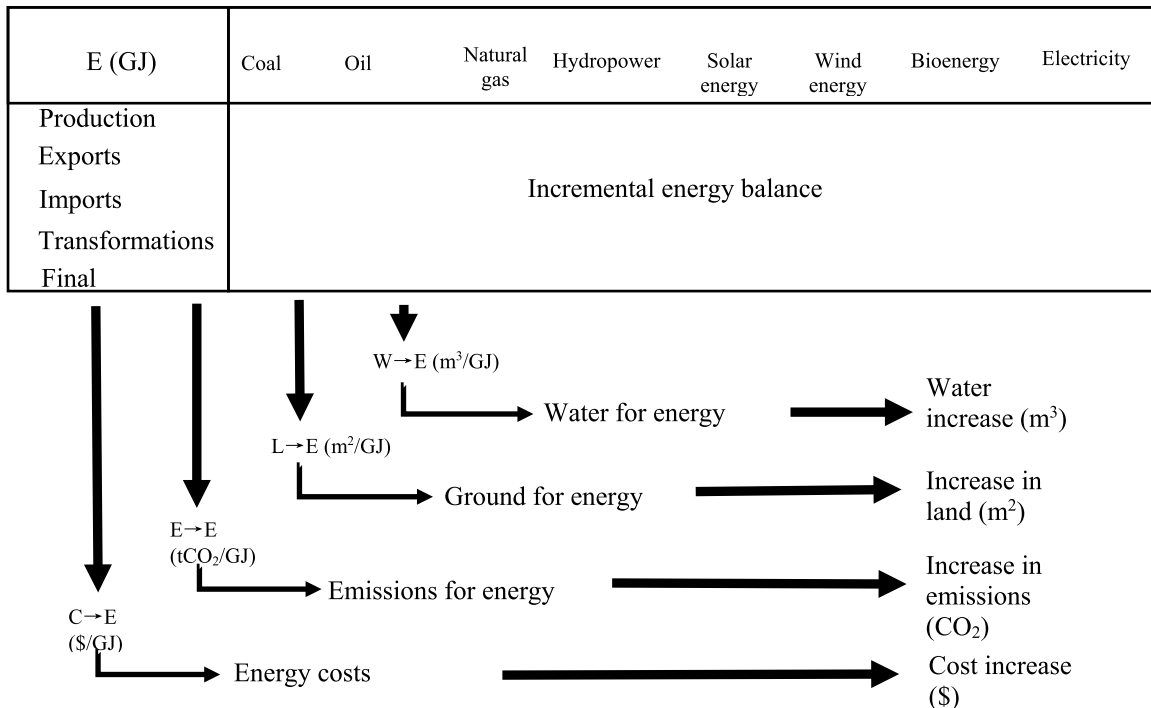 E (GJ)
Coal
Oil
Natural
gas
Hydropower
Solar
energy
Wind
energy
Bioenergy
Electricity
Production
Exports
Imports
Transformations
Final
Incremental energy balance
W→E (m³/GJ)
Water for energy
Water
increase (m³)
L→E (m²/GJ)
Ground for energy
Increase in
land (m²)
E→E
(tCO₂/GJ)
Emissions for energy
Increase in
emissions
(CO₂)
C→E
($/GJ)
Energy costs
Cost increase
($)